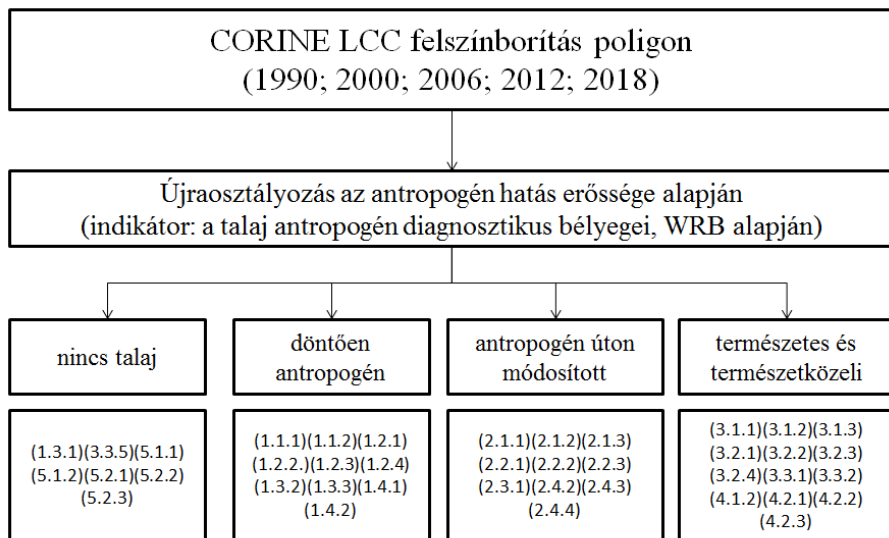 CORINE LCC felszínborítás poligon
(1990; 2000; 2006; 2012; 2018)
Újraosztályozás az antropogén hatás erőssége alapján
(indikátor: a talaj antropogén diagnosztikus bélyegei, WRB alapján)
nincs talaj
döntően
antropogén
antropogén úton
módosított
természetes és
természetközeli
(1.3.1)(3.3.5)(5.1.1)
(5.1.2)(5.2.1)(5.2.2)
(5.2.3)
(1.1.1)(1.1.2)(1.2.1)
(1.2.2.)(1.2.3)(1.2.4)
(1.3.2)(1.3.3)(1.4.1)
(1.4.2)
(2.1.1)(2.1.2)(2.1.3)
(2.2.1)(2.2.2)(2.2.3)
(2.3.1)(2.4.2)(2.4.3)
(2.4.4)
(3.1.1)(3.1.2)(3.1.3)
(3.2.1)(3.2.2)(3.2.3)
(3.2.4)(3.3.1)(3.3.2)
(4.1.2)(4.2.1)(4.2.2)
(4.2.3)